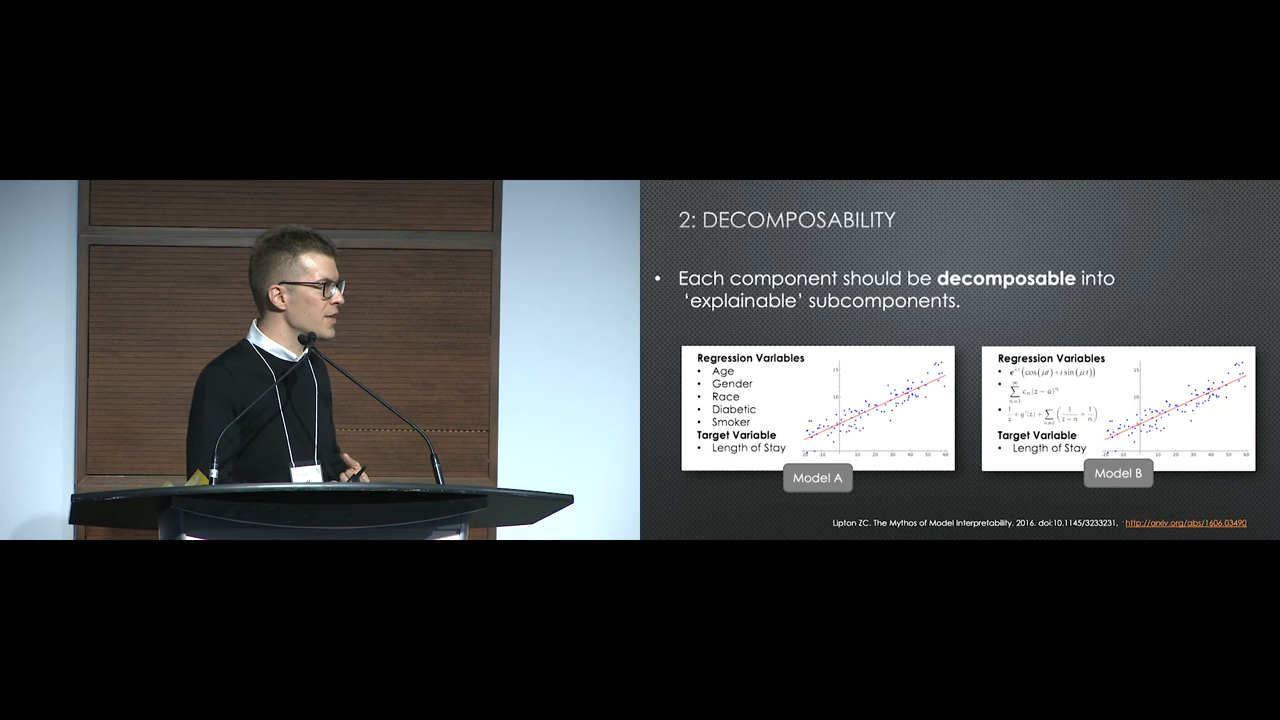 2: DECOMPOSABILITY
• Each component should be decomposable into
‘explainable’ subcomponents.
Regression Variables
• Age
• Gender
• Race
• Diabetic
• Smoker
Target Variable
• Length of Stay
Model A
Regression Variables
Target Variable
• Length of Stay
Model B
Lipton ZC. The Mythos of Model Interpretability. 2016. doi:10.1145/3233231, http://arxiv.org/abs/1606.03490